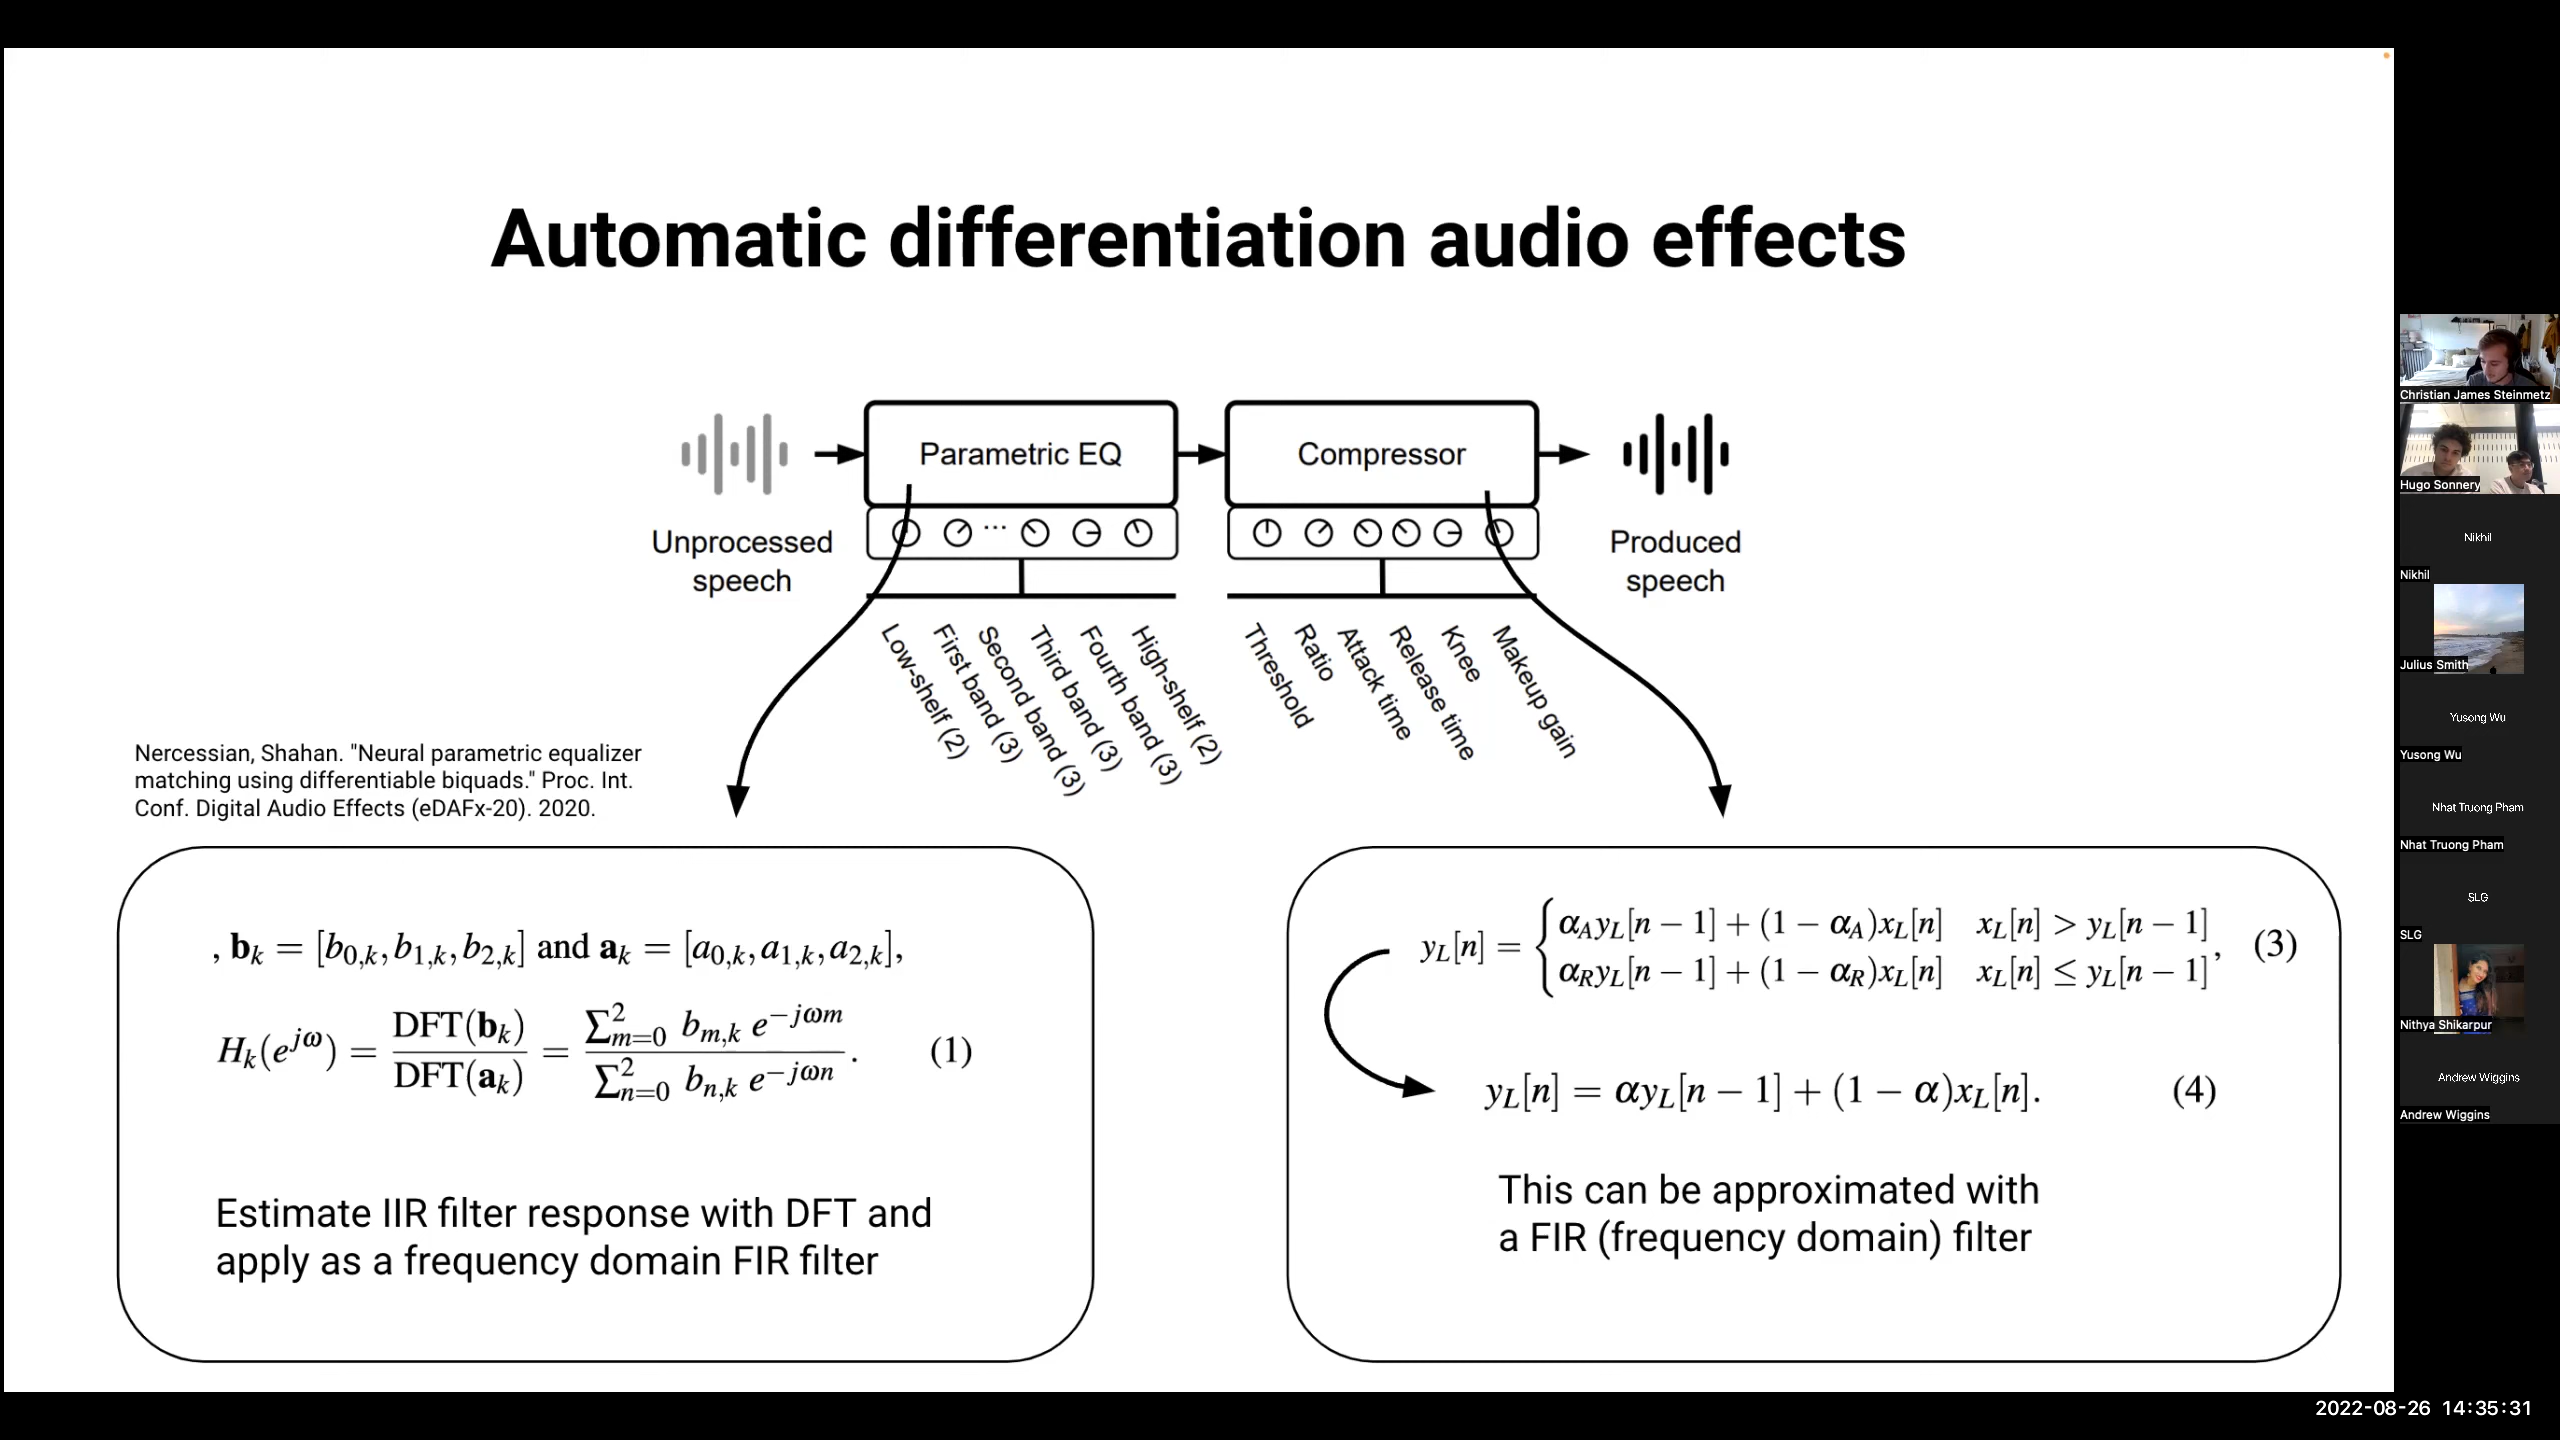 Automatic differentiation audio effects
Parametric EQ
Compressor
Unprocessed
speech
...
Produced
speech
Low-shelf (2)
First band (3)
Second band (3)
Third band (3)
Fourth band (3)
High-shelf (2)
Threshold
Ratio
Attack time
Release time
Knee
Makeup gain
Nercessian, Shahan. "Neural parametric equalizer
matching using differentiable biquads." Proc. Int.
Conf. Digital Audio Effects (eDAFx-20). 2020.
, b_k = [b_{0,k}, b_{1,k}, b_{2,k}] and a_k = [a_{0,k}, a_{1,k}, a_{2,k}],
H_k(e^{jω}) = DFT(b_k) / DFT(a_k) = ∑_{m=0}^{2} b_{m,k} e^{−jωm} / ∑_{n=0}^{2} b_{n,k} e^{−jωn} . (1)
Estimate IIR filter response with DFT and
apply as a frequency domain FIR filter
y_L[n] = { α_A y_L[n − 1] + (1 − α_A)x_L[n] x_L[n] > y_L[n − 1]
α_R y_L[n − 1] + (1 − α_R)x_L[n] x_L[n] ≤ y_L[n − 1] , (3)
y_L[n] = αy_L[n − 1] + (1 − α)x_L[n]. (4)
This can be approximated with
a FIR (frequency domain) filter
Christian James Steinmetz
Hugo Sonnery
Nikhil
Nikhil
Julius Smith
Yusong Wu
Yusong Wu
Nhat Truong Pham
Nhat Truong Pham
SLG
SLG
Nithya Shikarpur
Andrew Wiggins
Andrew Wiggins
2022-08-26 14:35:31